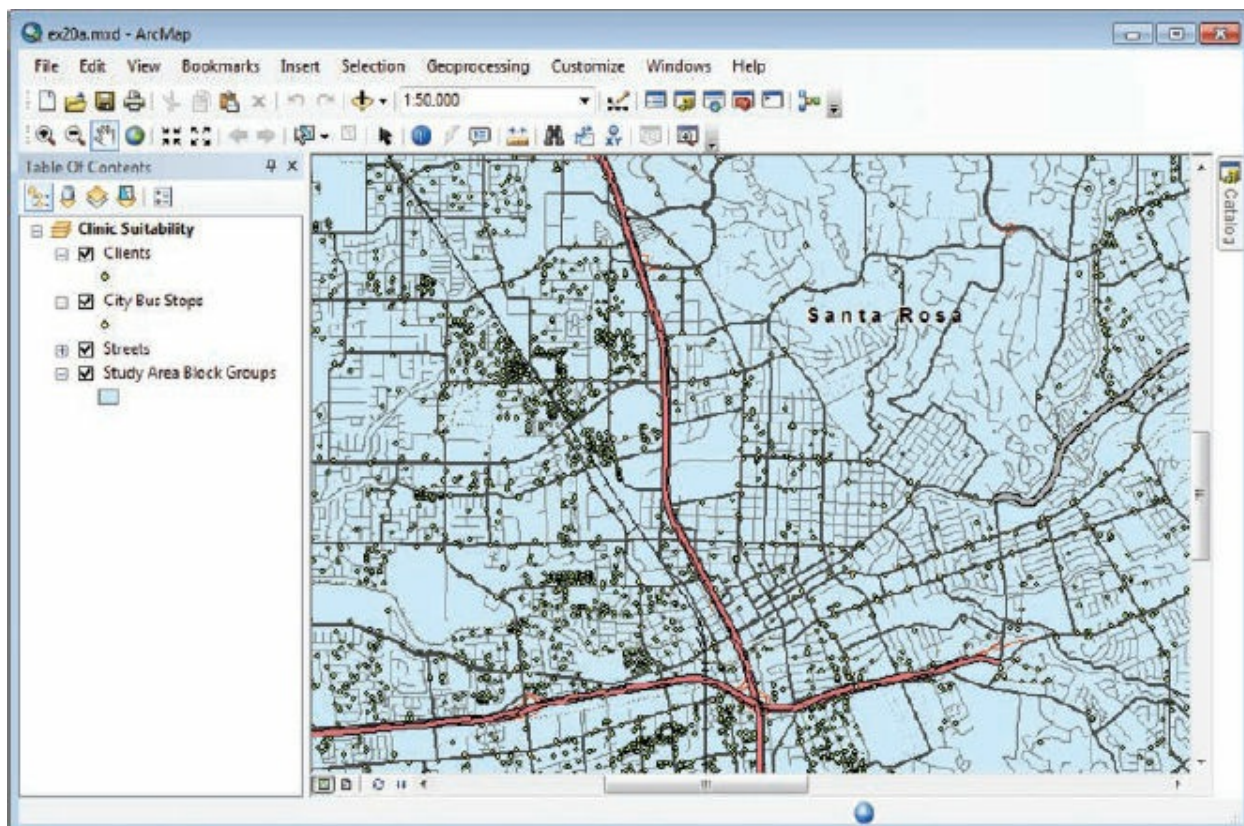 ex20a.mxd - ArcMap
File Edit View Bookmarks Insert Selection Geoprocessing Customize Windows Help
1:50,000
Table Of Contents
Clinic Suitability
Clients
City Bus Stops
Streets
Study Area Block Groups
Santa Rosa
Catalog